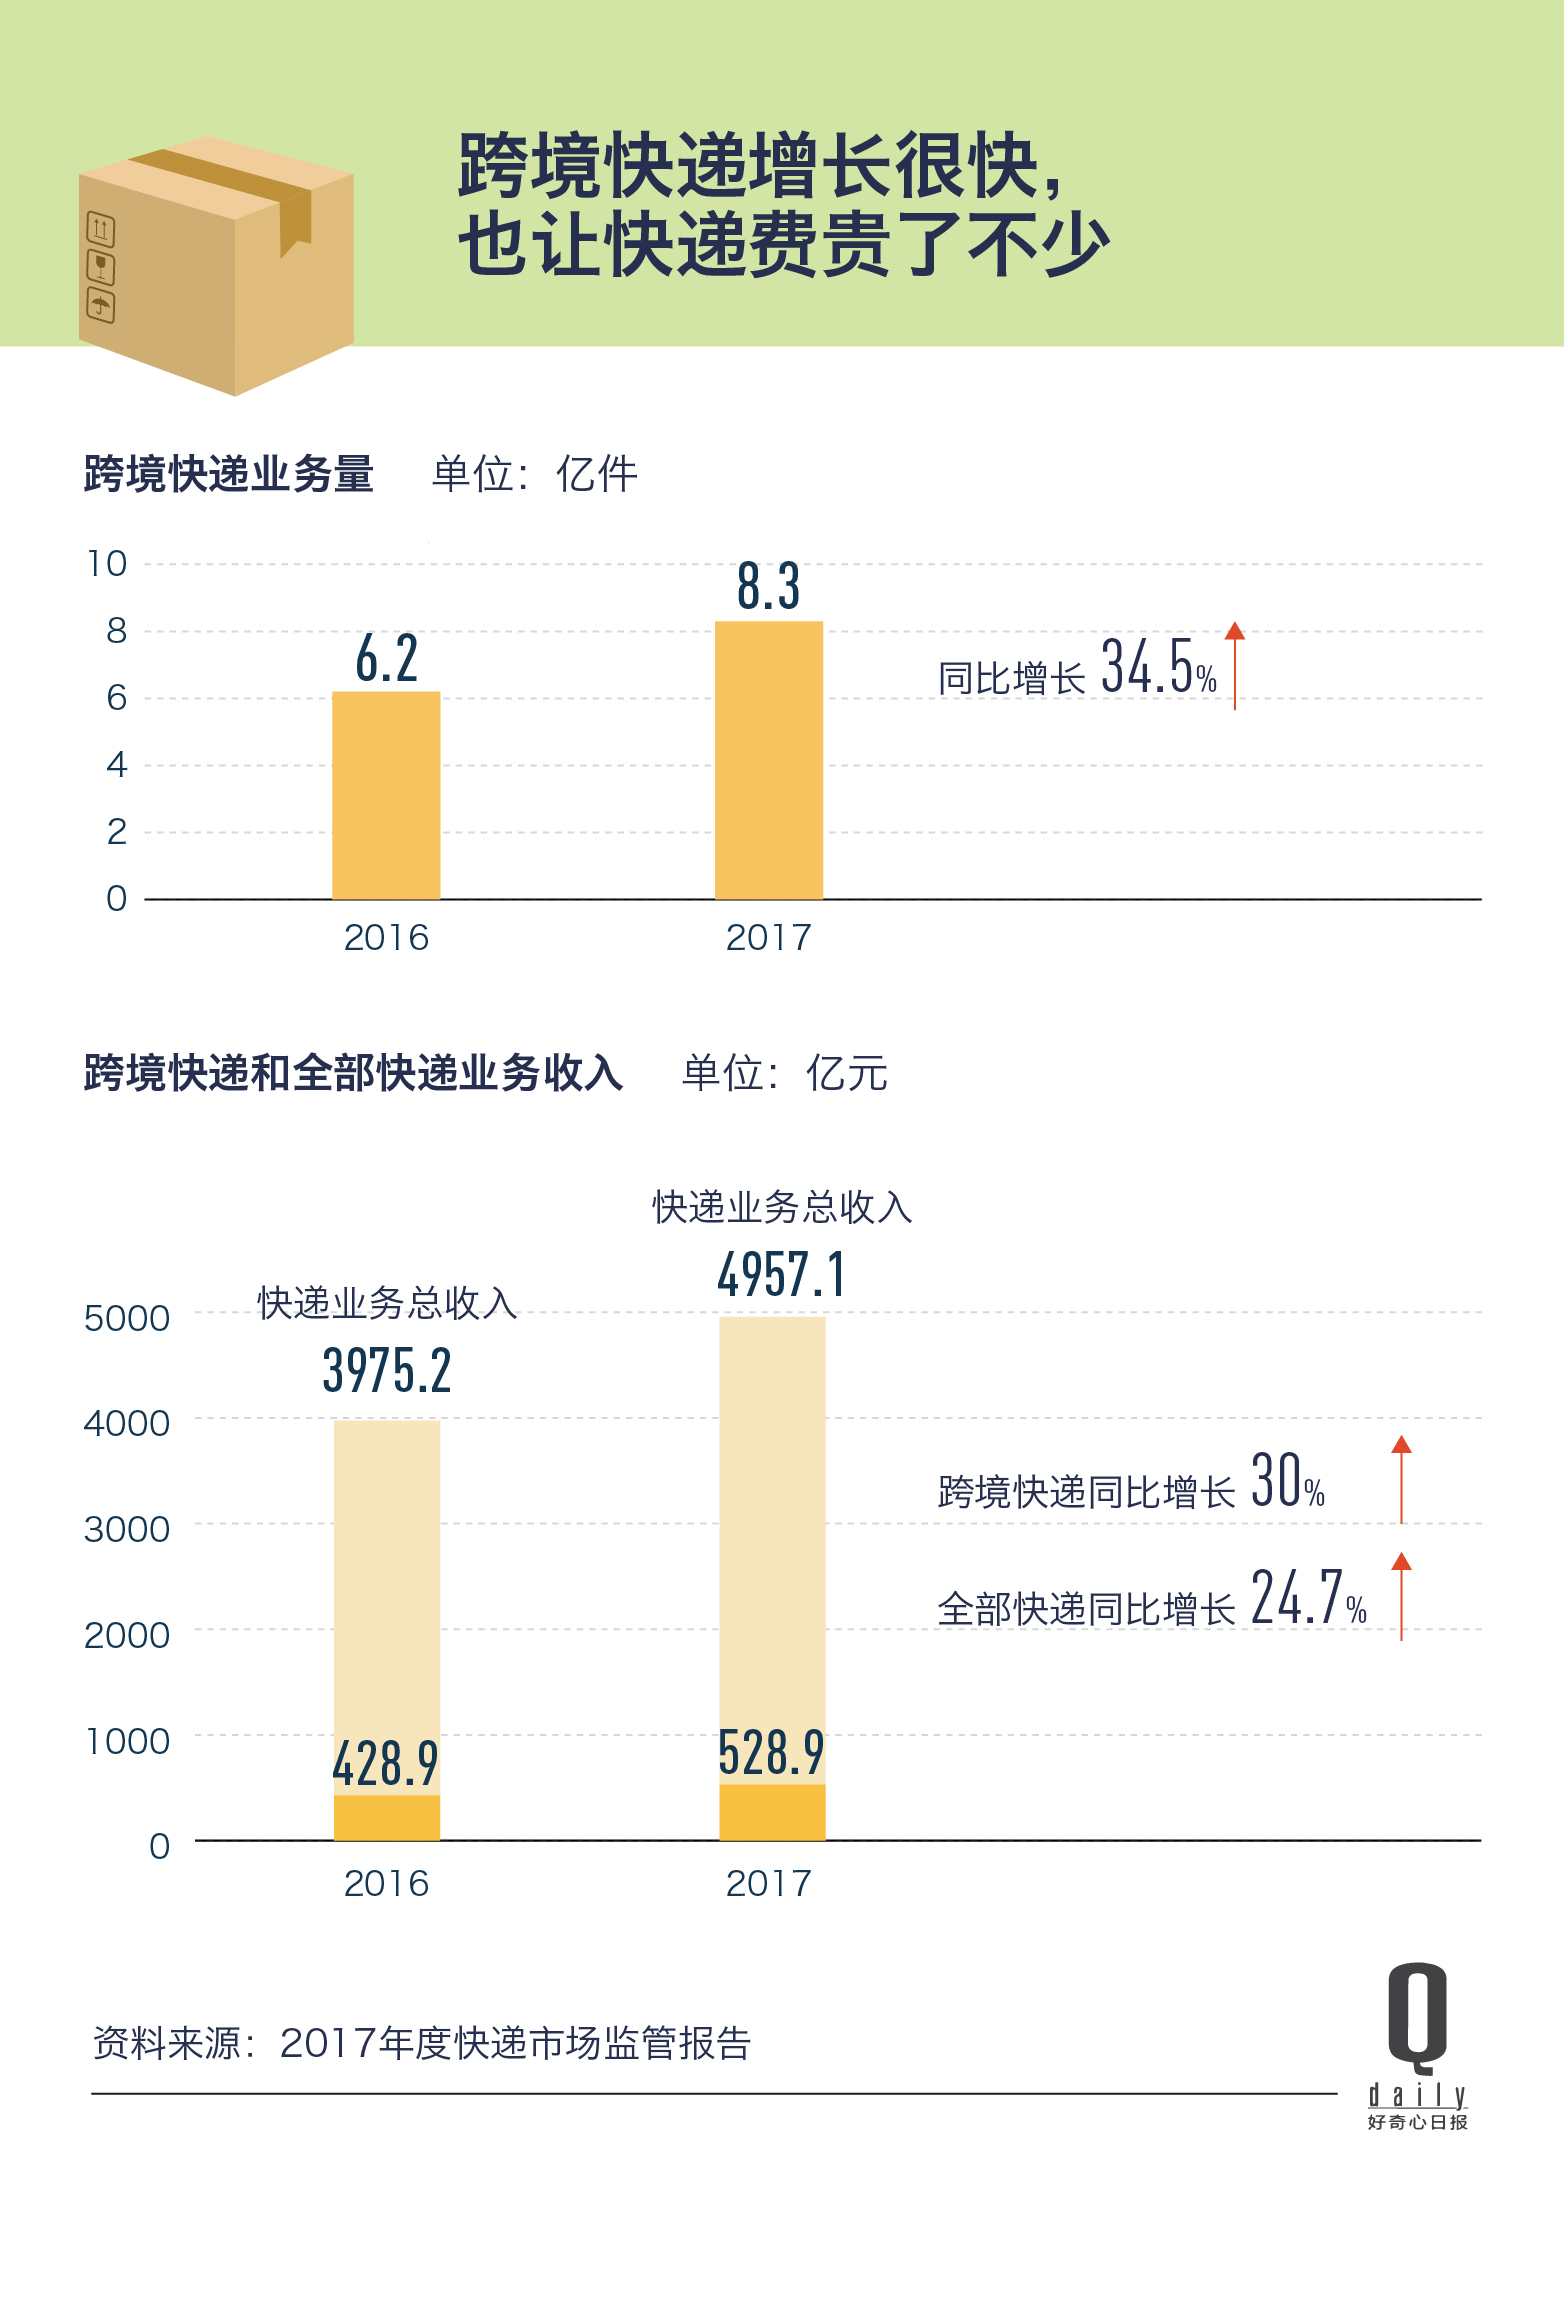 跨境快递增长很快,
也让快递费贵了不少
跨境快递业务量 单位：亿件
10
8
6
4
2
0
6.2
8.3
同比增长 34.5%
2016 2017
跨境快递和全部快递业务收入 单位：亿元
快递业务总收入
4957.1
快递业务总收入
3975.2
5000
4000
3000
2000
1000
0
跨境快递同比增长 30%
全部快递同比增长 24.7%
428.9
528.9
2016 2017
资料来源：2017年度快递市场监管报告
Q
daily
好奇心日报